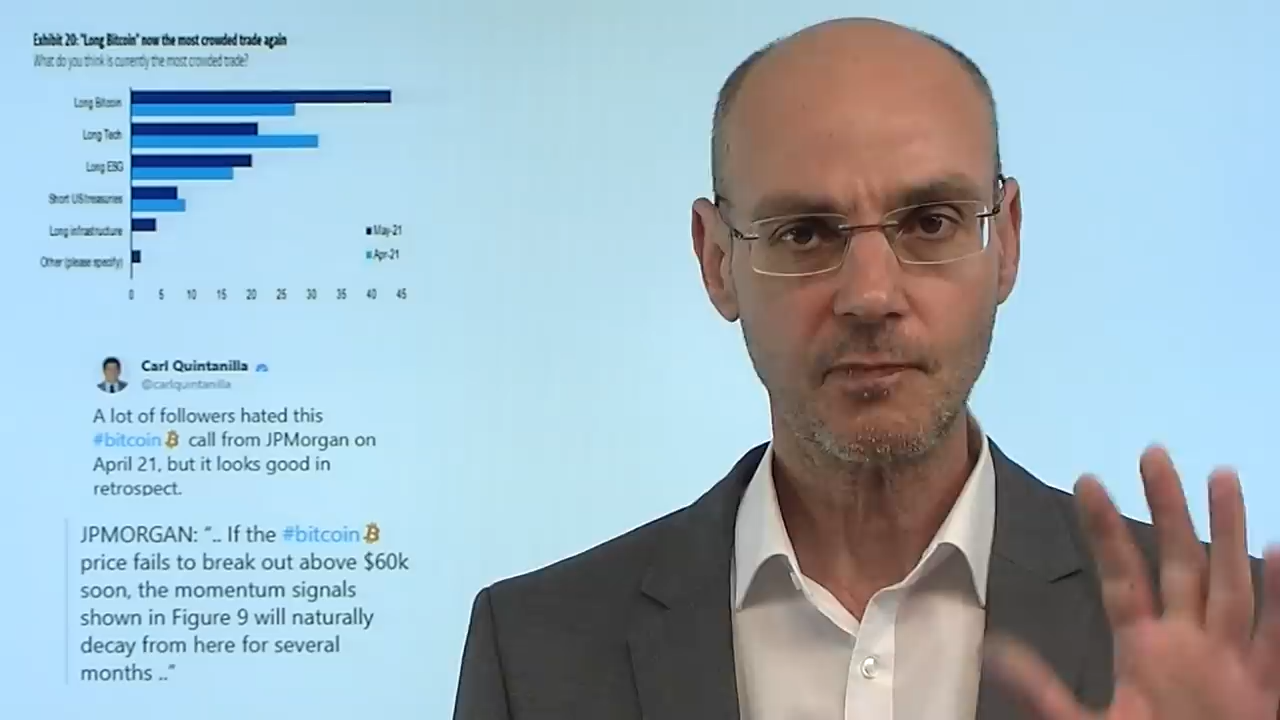 Exhibit 20: "Long Bitcoin" now the most crowded trade again
What do you think is currently the most crowded trade?
Long Bitcoin
Long Tech
Long ESG
Short US treasuries
Long infrastructure
Other (please specify)
May-21
Apr-21
0 5 10 15 20 25 30 35 40 45
Carl Quintanilla
@carlquintanilla
A lot of followers hated this
#bitcoin₿ call from JPMorgan on
April 21, but it looks good in
retrospect.
JPMORGAN: “.. If the #bitcoin₿
price fails to break out above $60k
soon, the momentum signals
shown in Figure 9 will naturally
decay from here for several
months ..”